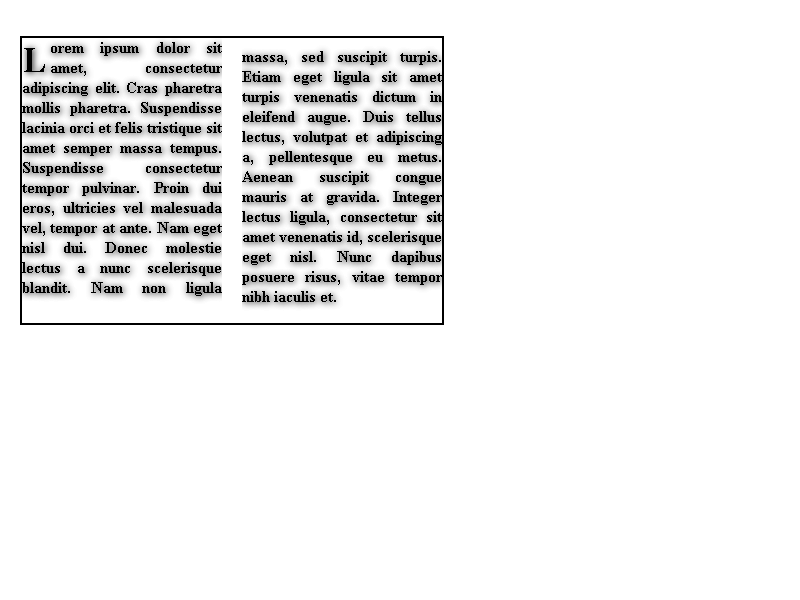 Lorem ipsum dolor sit
amet, consectetur
adipiscing elit. Cras pharetra
mollis pharetra. Suspendisse
lacinia orci et felis tristique sit
amet semper massa tempus.
Suspendisse consectetur
tempor pulvinar. Proin dui
eros, ultricies vel malesuada
vel, tempor at ante. Nam eget
nisl dui. Donec molestie
lectus a nunc scelerisque
blandit. Nam non ligula
massa, sed suscipit turpis.
Etiam eget ligula sit amet
turpis venenatis dictum in
eleifend augue. Duis tellus
lectus, volutpat et adipiscing
a, pellentesque eu metus.
Aenean suscipit congue
mauris at gravida. Integer
lectus ligula, consectetur sit
amet venenatis id, scelerisque
eget nisl. Nunc dapibus
posuere risus, vitae tempor
nibh iaculis et.